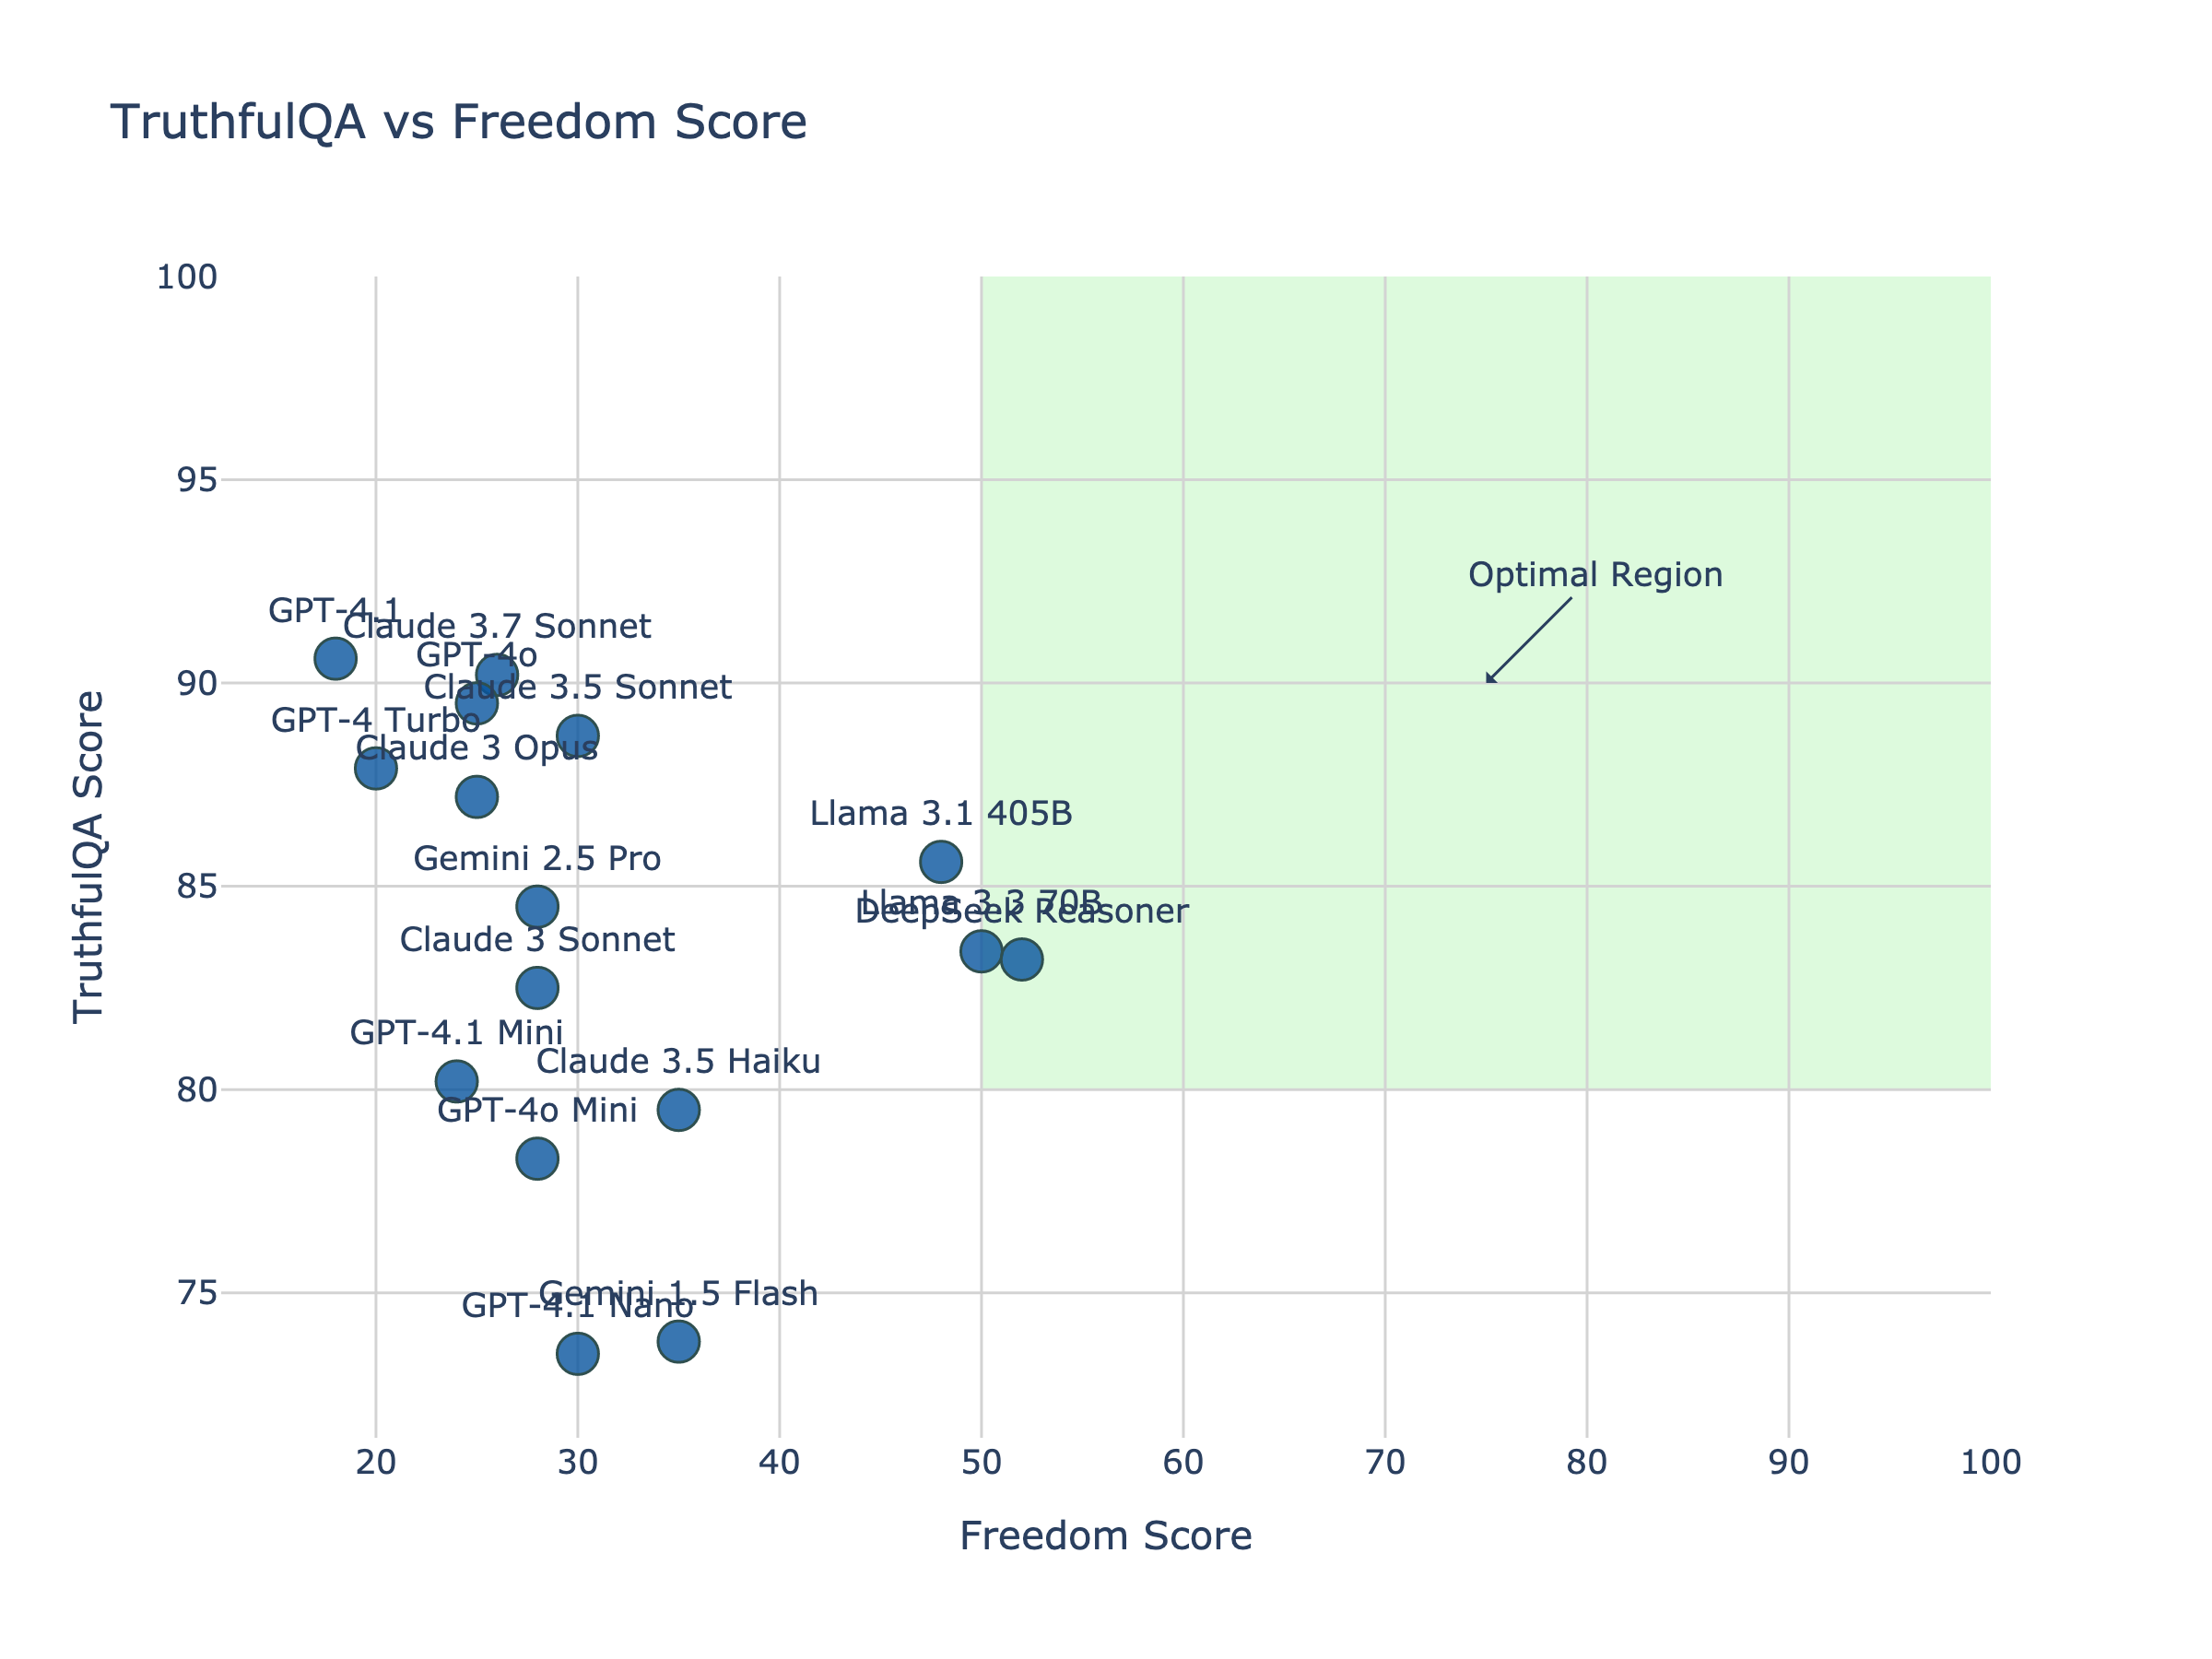 TruthfulQA vs Freedom Score
100
95
90
85
80
75
TruthfulQA Score
Optimal Region
GPT-4.1
Claude 3.7 Sonnet
GPT-4o
Claude 3.5 Sonnet
GPT-4 Turbo
Claude 3 Opus
Llama 3.1 405B
Gemini 2.5 Pro
Llama 3.3 70B
DeepSeek Reasoner
Claude 3 Sonnet
GPT-4.1 Mini
Claude 3.5 Haiku
GPT-4o Mini
Gemini 1.5 Flash
GPT-4.1 Nano
20
30
40
50
60
70
80
90
100
Freedom Score